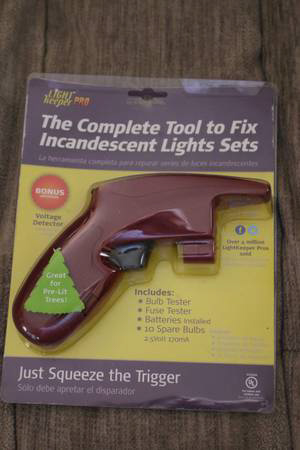 LIGHT
Keeper PRO
The Complete Tool to Fix
Incandescent Lights Sets
La herramienta completa para reparar series de luces incandescentes
BONUS
Voltage
Detector
Great
for
Pre-Lit
Trees!
Over 4 million
LightKeeper Pros
sold
Includes:
• Bulb Tester
• Fuse Tester
• Batteries Installed
• 10 Spare Bulbs
2.5Volt 170mA
Just Squeeze the Trigger
Sólo debe apretar el disparador
UL